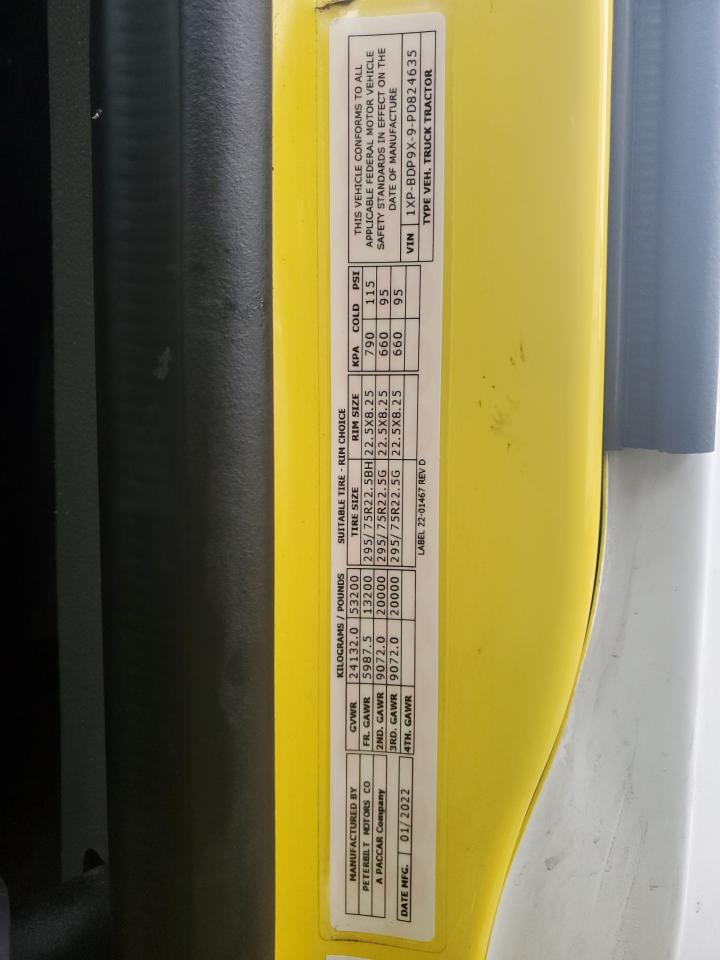 MANUFACTURED BY
PETERBILT MOTORS CO
A PACCAR Company
DATE MFG. 01/2022
KILOGRAMS / POUNDS
GVWR 24132.0 53200
FR. GAWR 5987.5 13200
2ND. GAWR 9072.0 20000
3RD. GAWR 9072.0 20000
4TH. GAWR
SUITABLE TIRE - RIM CHOICE
TIRE SIZE RIM SIZE KPA COLD PSI
295/ 75R22.5BH 22.5X8.25 790 115
295/ 75R22.5G 22.5X8.25 660 95
295/ 75R22.5G 22.5X8.25 660 95
LABEL 22-01467 REV D
THIS VEHICLE CONFORMS TO ALL
APPLICABLE FEDERAL MOTOR VEHICLE
SAFETY STANDARDS IN EFFECT ON THE
DATE OF MANUFACTURE
VIN 1XP-BDP9X-9-PD824635
TYPE VEH. TRUCK TRACTOR